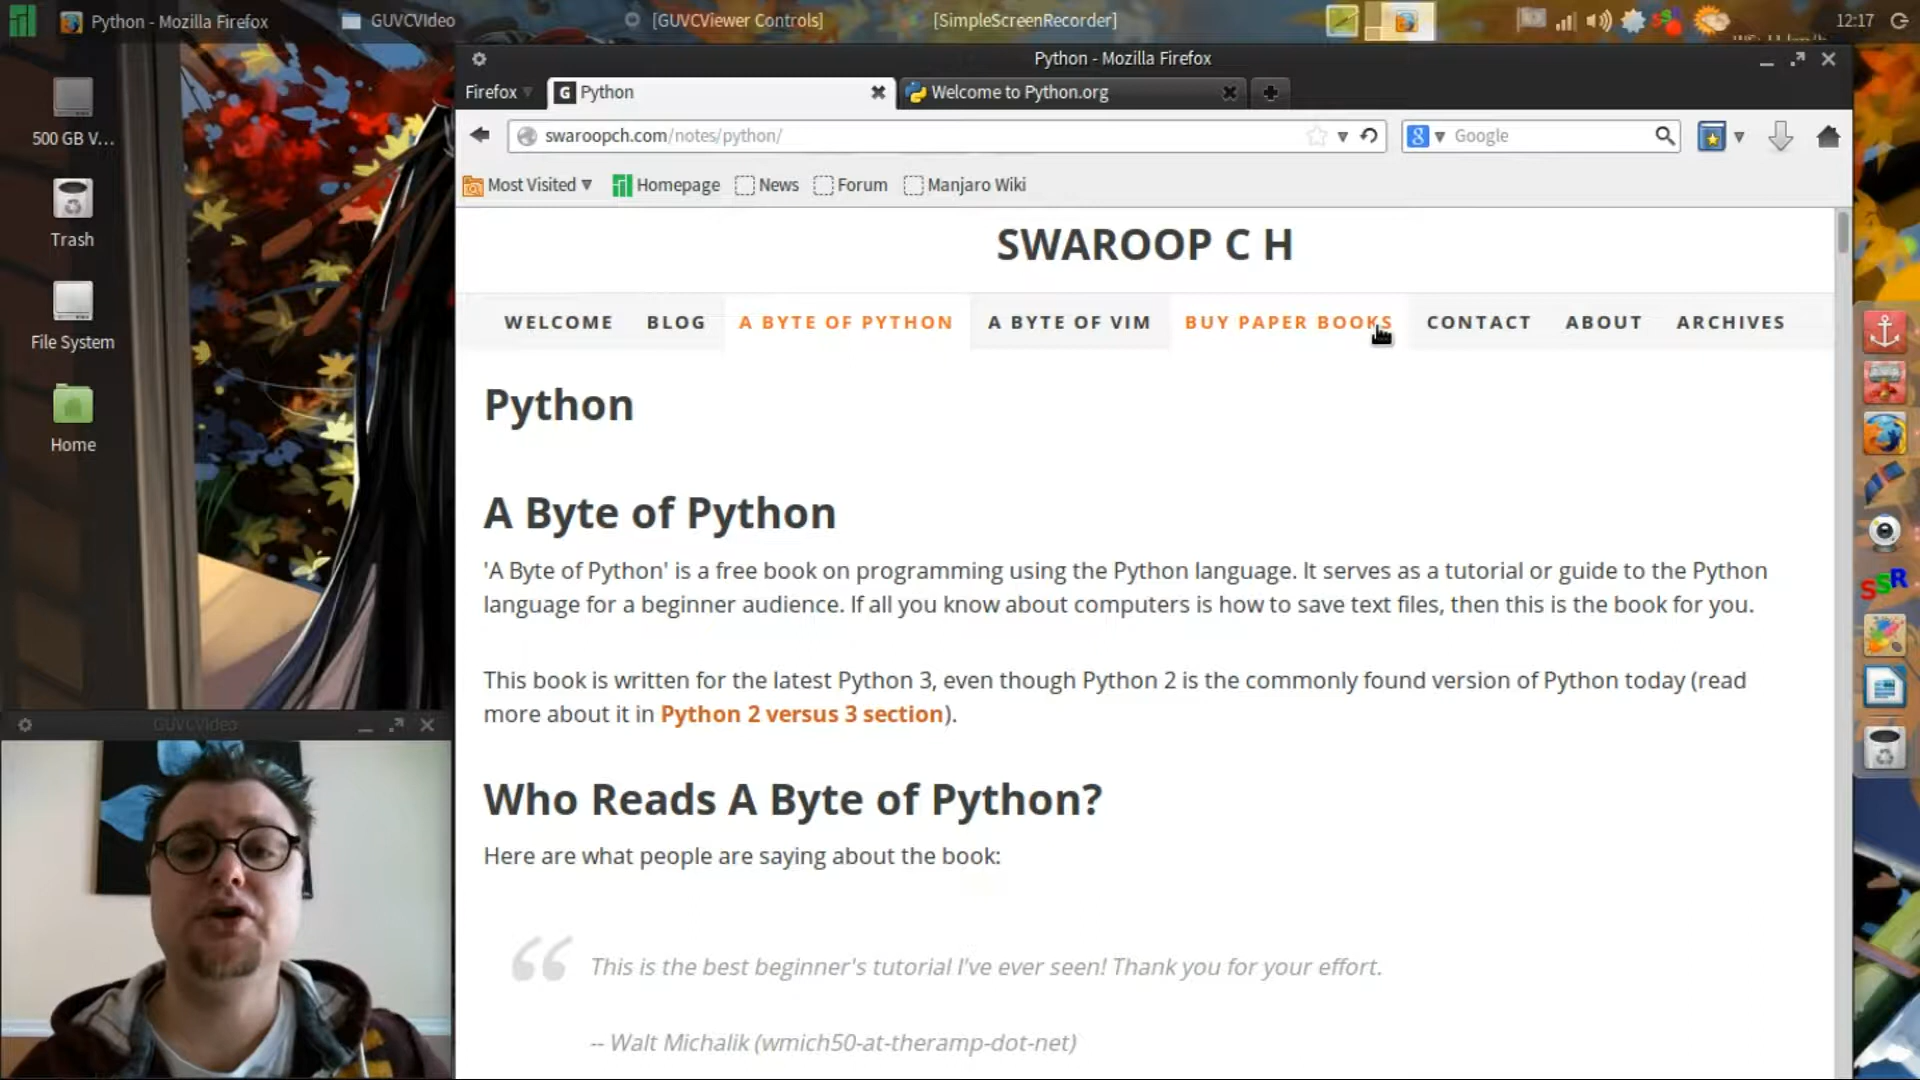 Python - Mozilla Firefox
GUVCVIdeo
[GUVCViewer Controls]
[SimpleScreenRecorder]
12:17
500 GB V...
Trash
File System
Home
Python - Mozilla Firefox
Firefox
Python
Welcome to Python.org
swaroopch.com/notes/python/
Google
Most Visited
Homepage
News
Forum
Manjaro Wiki
SWAROOP C H
WELCOME
BLOG
A BYTE OF PYTHON
A BYTE OF VIM
BUY PAPER BOOKS
CONTACT
ABOUT
ARCHIVES
Python
A Byte of Python
'A Byte of Python' is a free book on programming using the Python language. It serves as a tutorial or guide to the Python
language for a beginner audience. If all you know about computers is how to save text files, then this is the book for you.
This book is written for the latest Python 3, even though Python 2 is the commonly found version of Python today (read
more about it in Python 2 versus 3 section).
Who Reads A Byte of Python?
Here are what people are saying about the book:
This is the best beginner's tutorial I've ever seen! Thank you for your effort.
-- Walt Michalik (wmich50-at-theramp-dot-net)
GUVCVideo
SSR